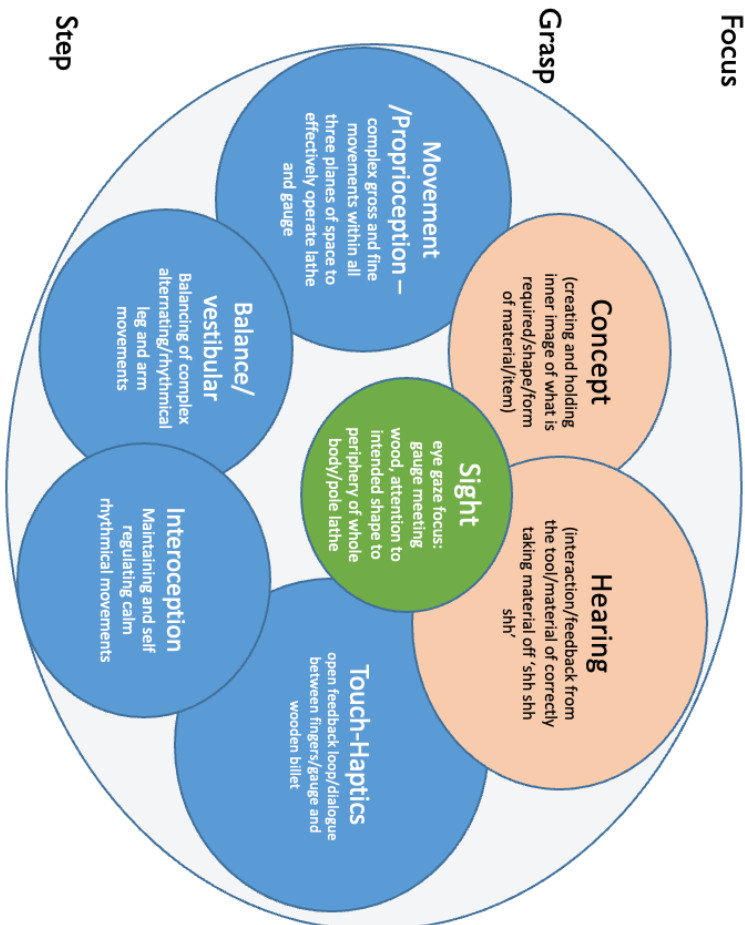 Focus
Concept
(creating and holding
inner image of what is
required/shape/form
of material/item)
Hearing
(interaction/feedback from
the tool/material of correctly
taking material off ‘shh shh
shh’
Grasp
Sight
eye gaze focus:
gauge meeting
wood, attention to
intended shape to
periphery of whole
body/pole lathe
Movement
/Proprioception –
complex gross and fine
movements within all
three planes of space to
effectively operate lathe
and gauge
Touch-Haptics
open feedback loop/dialogue
between fingers/gauge and
wooden billet
Balance/
vestibular
Balancing of complex
alternating/rhythmical
leg and arm
movements
Interoception
Maintaining and self
regulating calm
rhythmical movements
Step